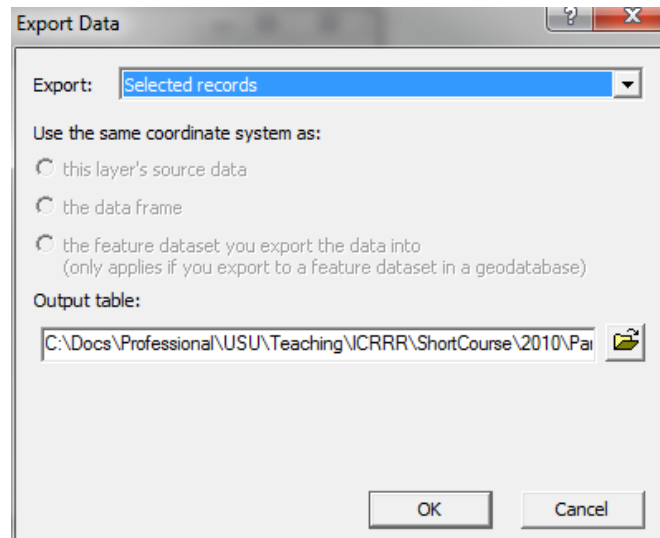 Export Data
Export: Selected records
Use the same coordinate system as:
this layer's source data
the data frame
the feature dataset you export the data into
(only applies if you export to a feature dataset in a geodatabase)
Output table:
C:\Docs\Professional\USU\Teaching\ICRRR\ShortCourse\2010\Pa
OK Cancel